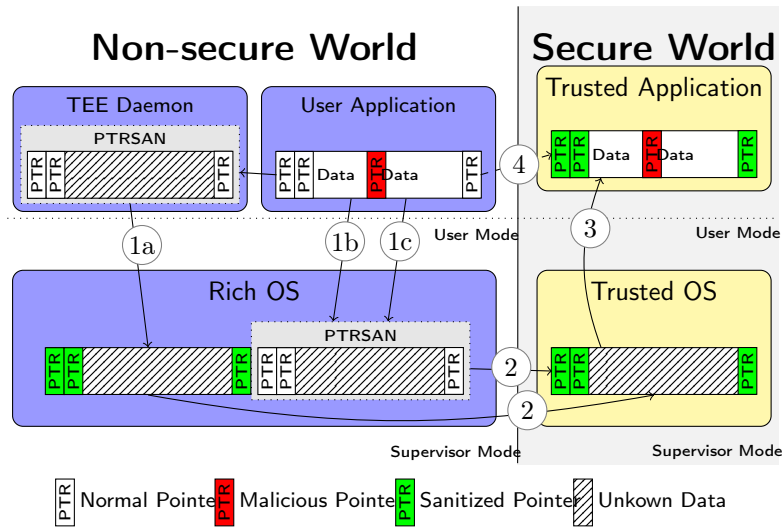 Non-secure World
Secure World
TEE Daemon
User Application
Trusted Application
PTRSAN
PTR PTR PTR
PTR PTR Data PTR Data PTR
PTR PTR Data PTR Data PTR
4
1a
1b
1c
3
User Mode
User Mode
Rich OS
Trusted OS
PTRSAN
PTR PTR PTR
PTR PTR PTR
PTR PTR PTR
2
2
Supervisor Mode
Supervisor Mode
PTR Normal Pointe
PTR Malicious Pointe
PTR Sanitized Pointer
Unkown Data